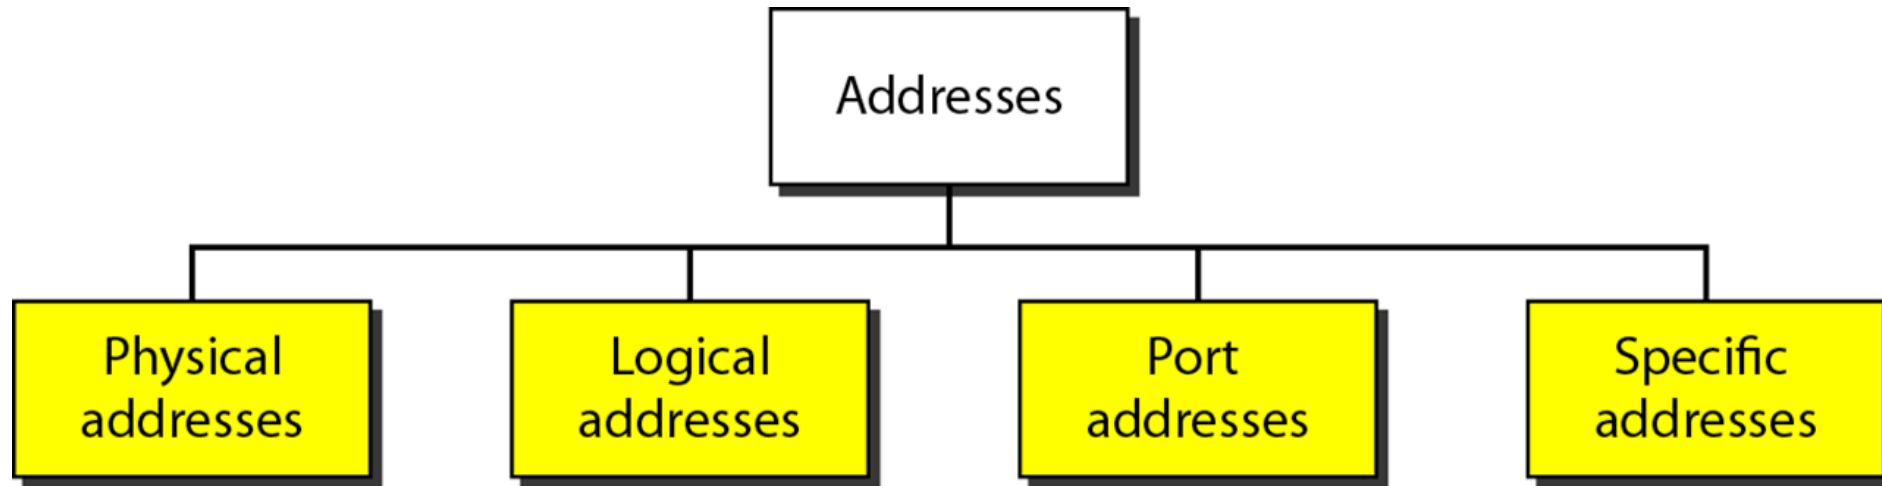 Addresses
Physical
addresses
Logical
addresses
Port
addresses
Specific
addresses